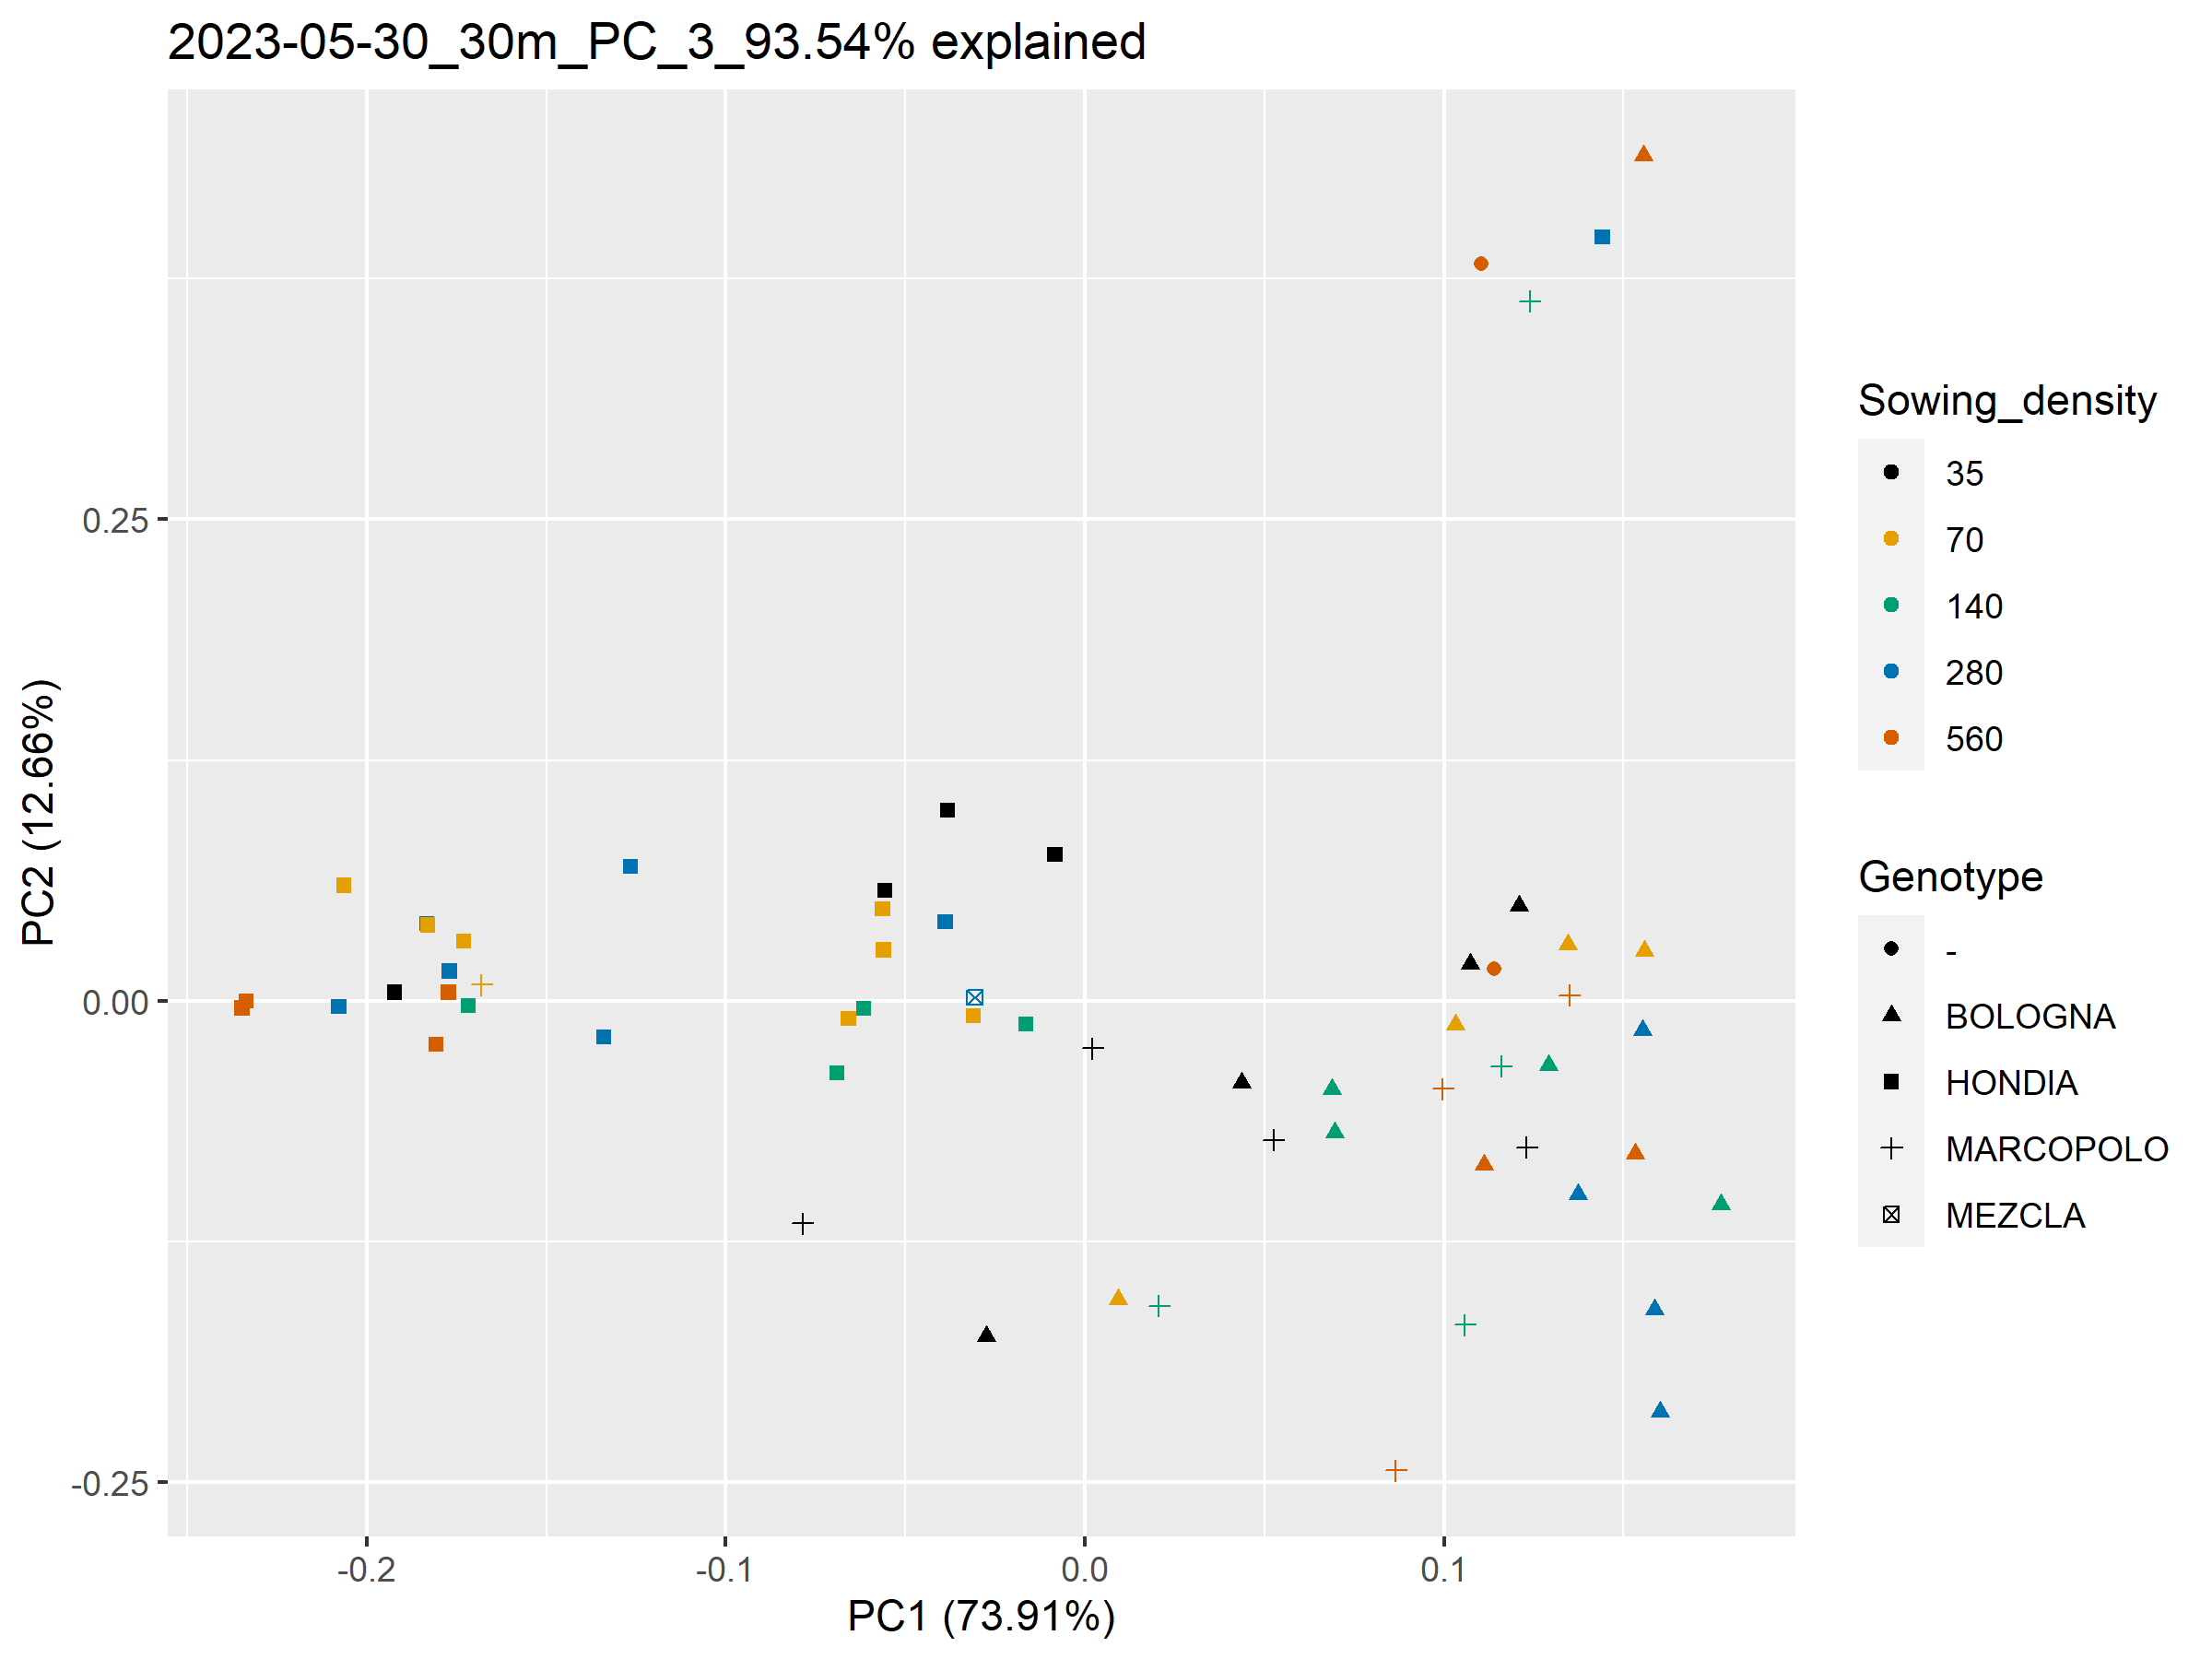 2023-05-30_30m_PC_3_93.54% explained
PC2 (12.66%)
0.25
0.00
-0.25
-0.2
-0.1
0.0
0.1
PC1 (73.91%)
Sowing_density
35
70
140
280
560
Genotype
-
BOLOGNA
HONDIA
MARCOPOLO
MEZCLA